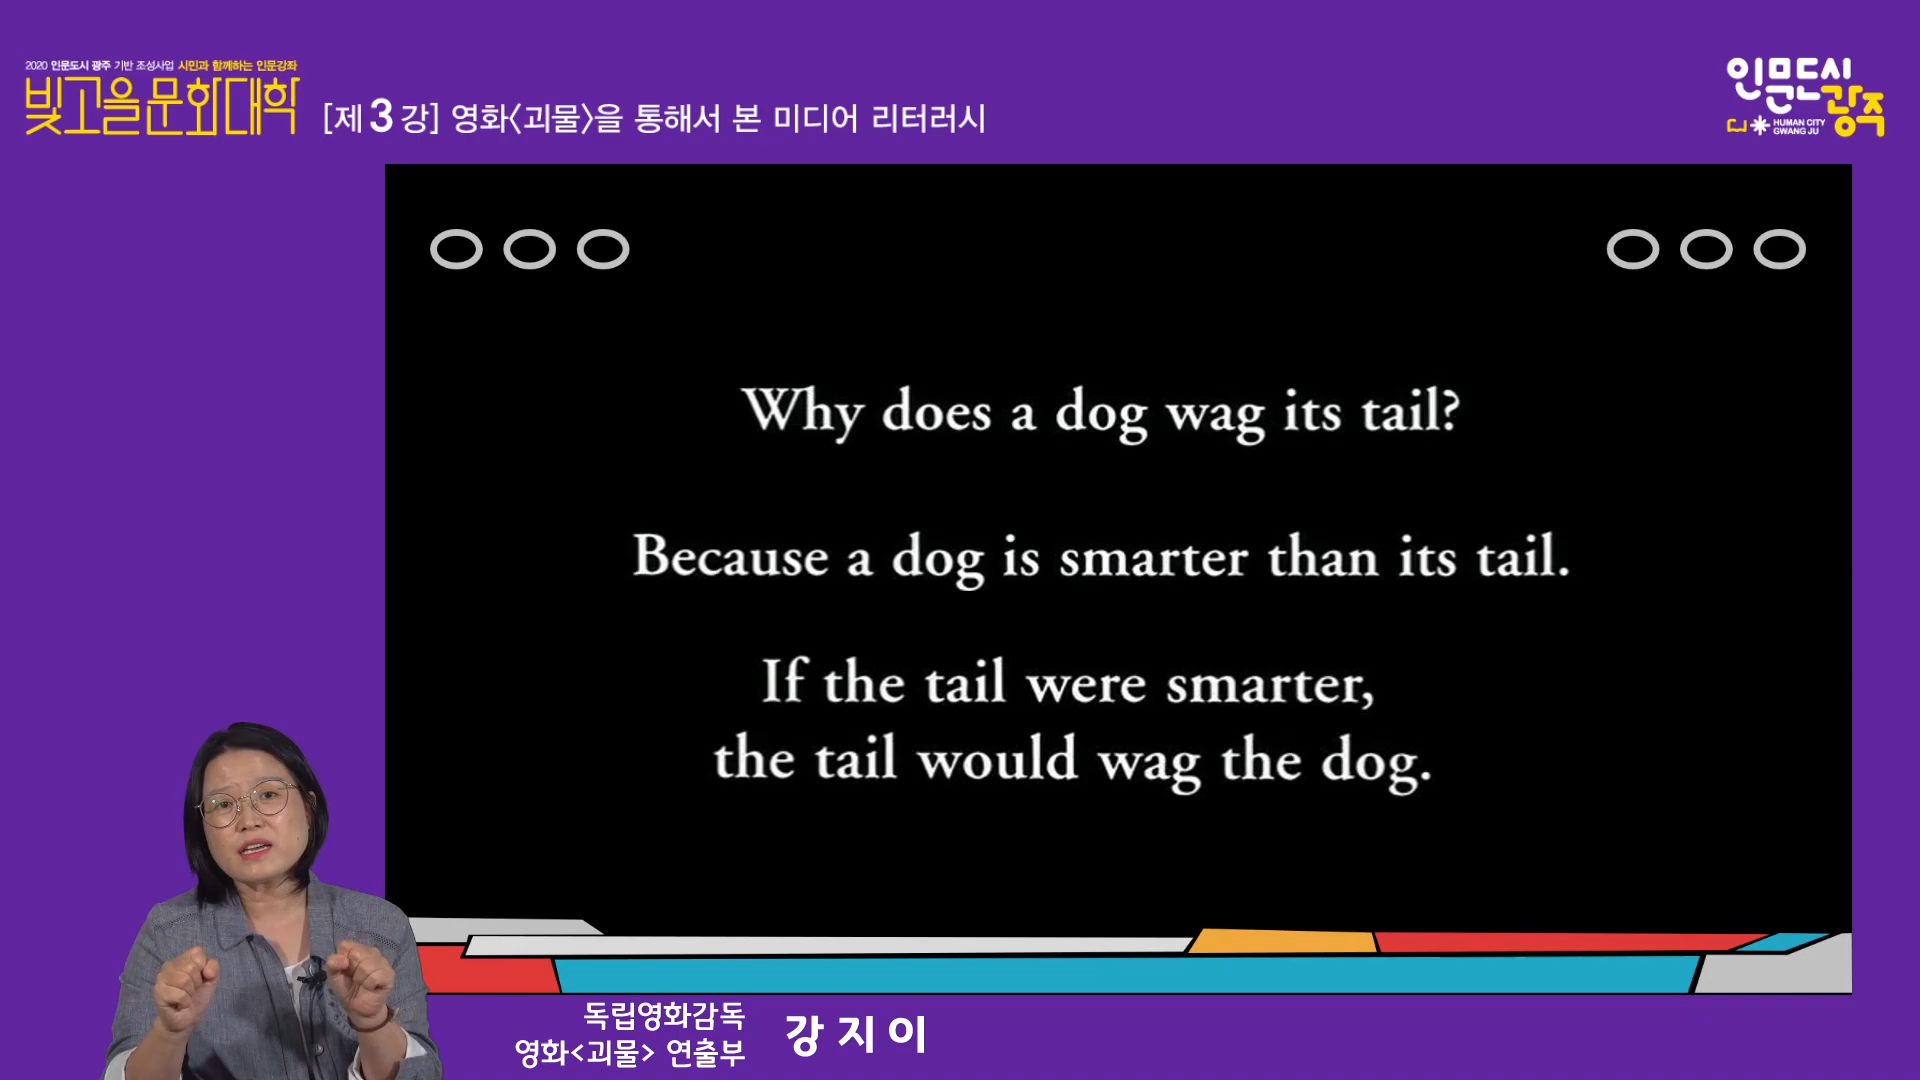 2020 인문도시 광주 기반 조성사업 시민과 함께하는 인문강좌
빛고을문화대학
[제3강] 영화<괴물>을 통해서 본 미디어 리터러시
인문도시
광주
HUMAN CITY
GWANG JU
Why does a dog wag its tail?
Because a dog is smarter than its tail.
If the tail were smarter,
the tail would wag the dog.
독립영화감독
영화<괴물> 연출부
강지이